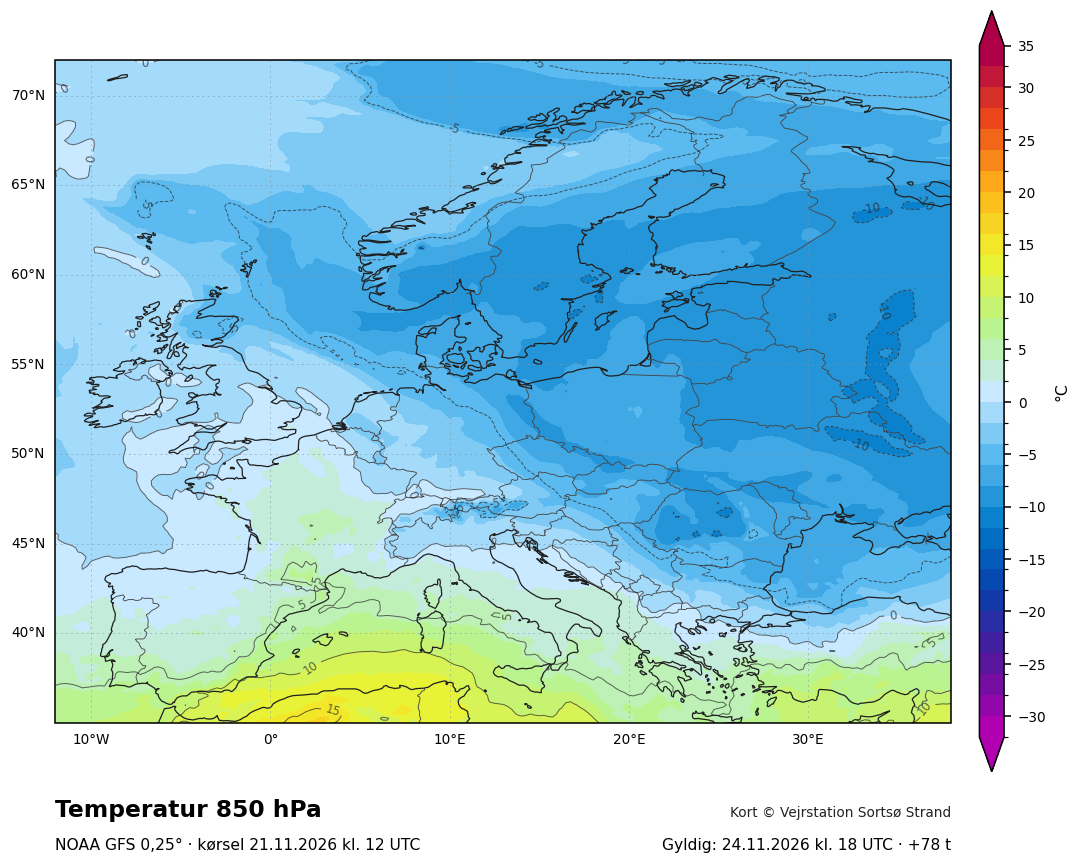 35
30
25
20
15
10
5
0
−5
−10
−15
−20
−25
−30
°C
70°N
65°N
60°N
55°N
50°N
45°N
40°N
10°W
0°
10°E
20°E
30°E
Temperatur 850 hPa
Kort © Vejrstation Sortsø Strand
NOAA GFS 0,25° · kørsel 21.11.2026 kl. 12 UTC
Gyldig: 24.11.2026 kl. 18 UTC · +78 t